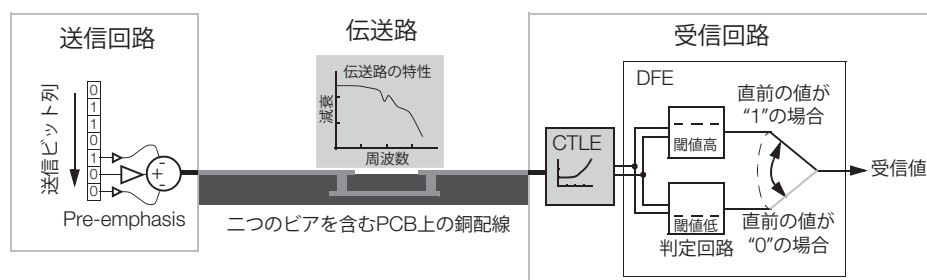 送信回路
送信ビット列
0
1
1
1
0
1
0
0
Pre-emphasis
伝送路
伝送路の特性
減衰
周波数
二つのビアを含むPCB上の銅配線
受信回路
CTLE
DFE
閾値高
閾値低
判定回路
直前の値が
“1”の場合
直前の値が
“0”の場合
受信値